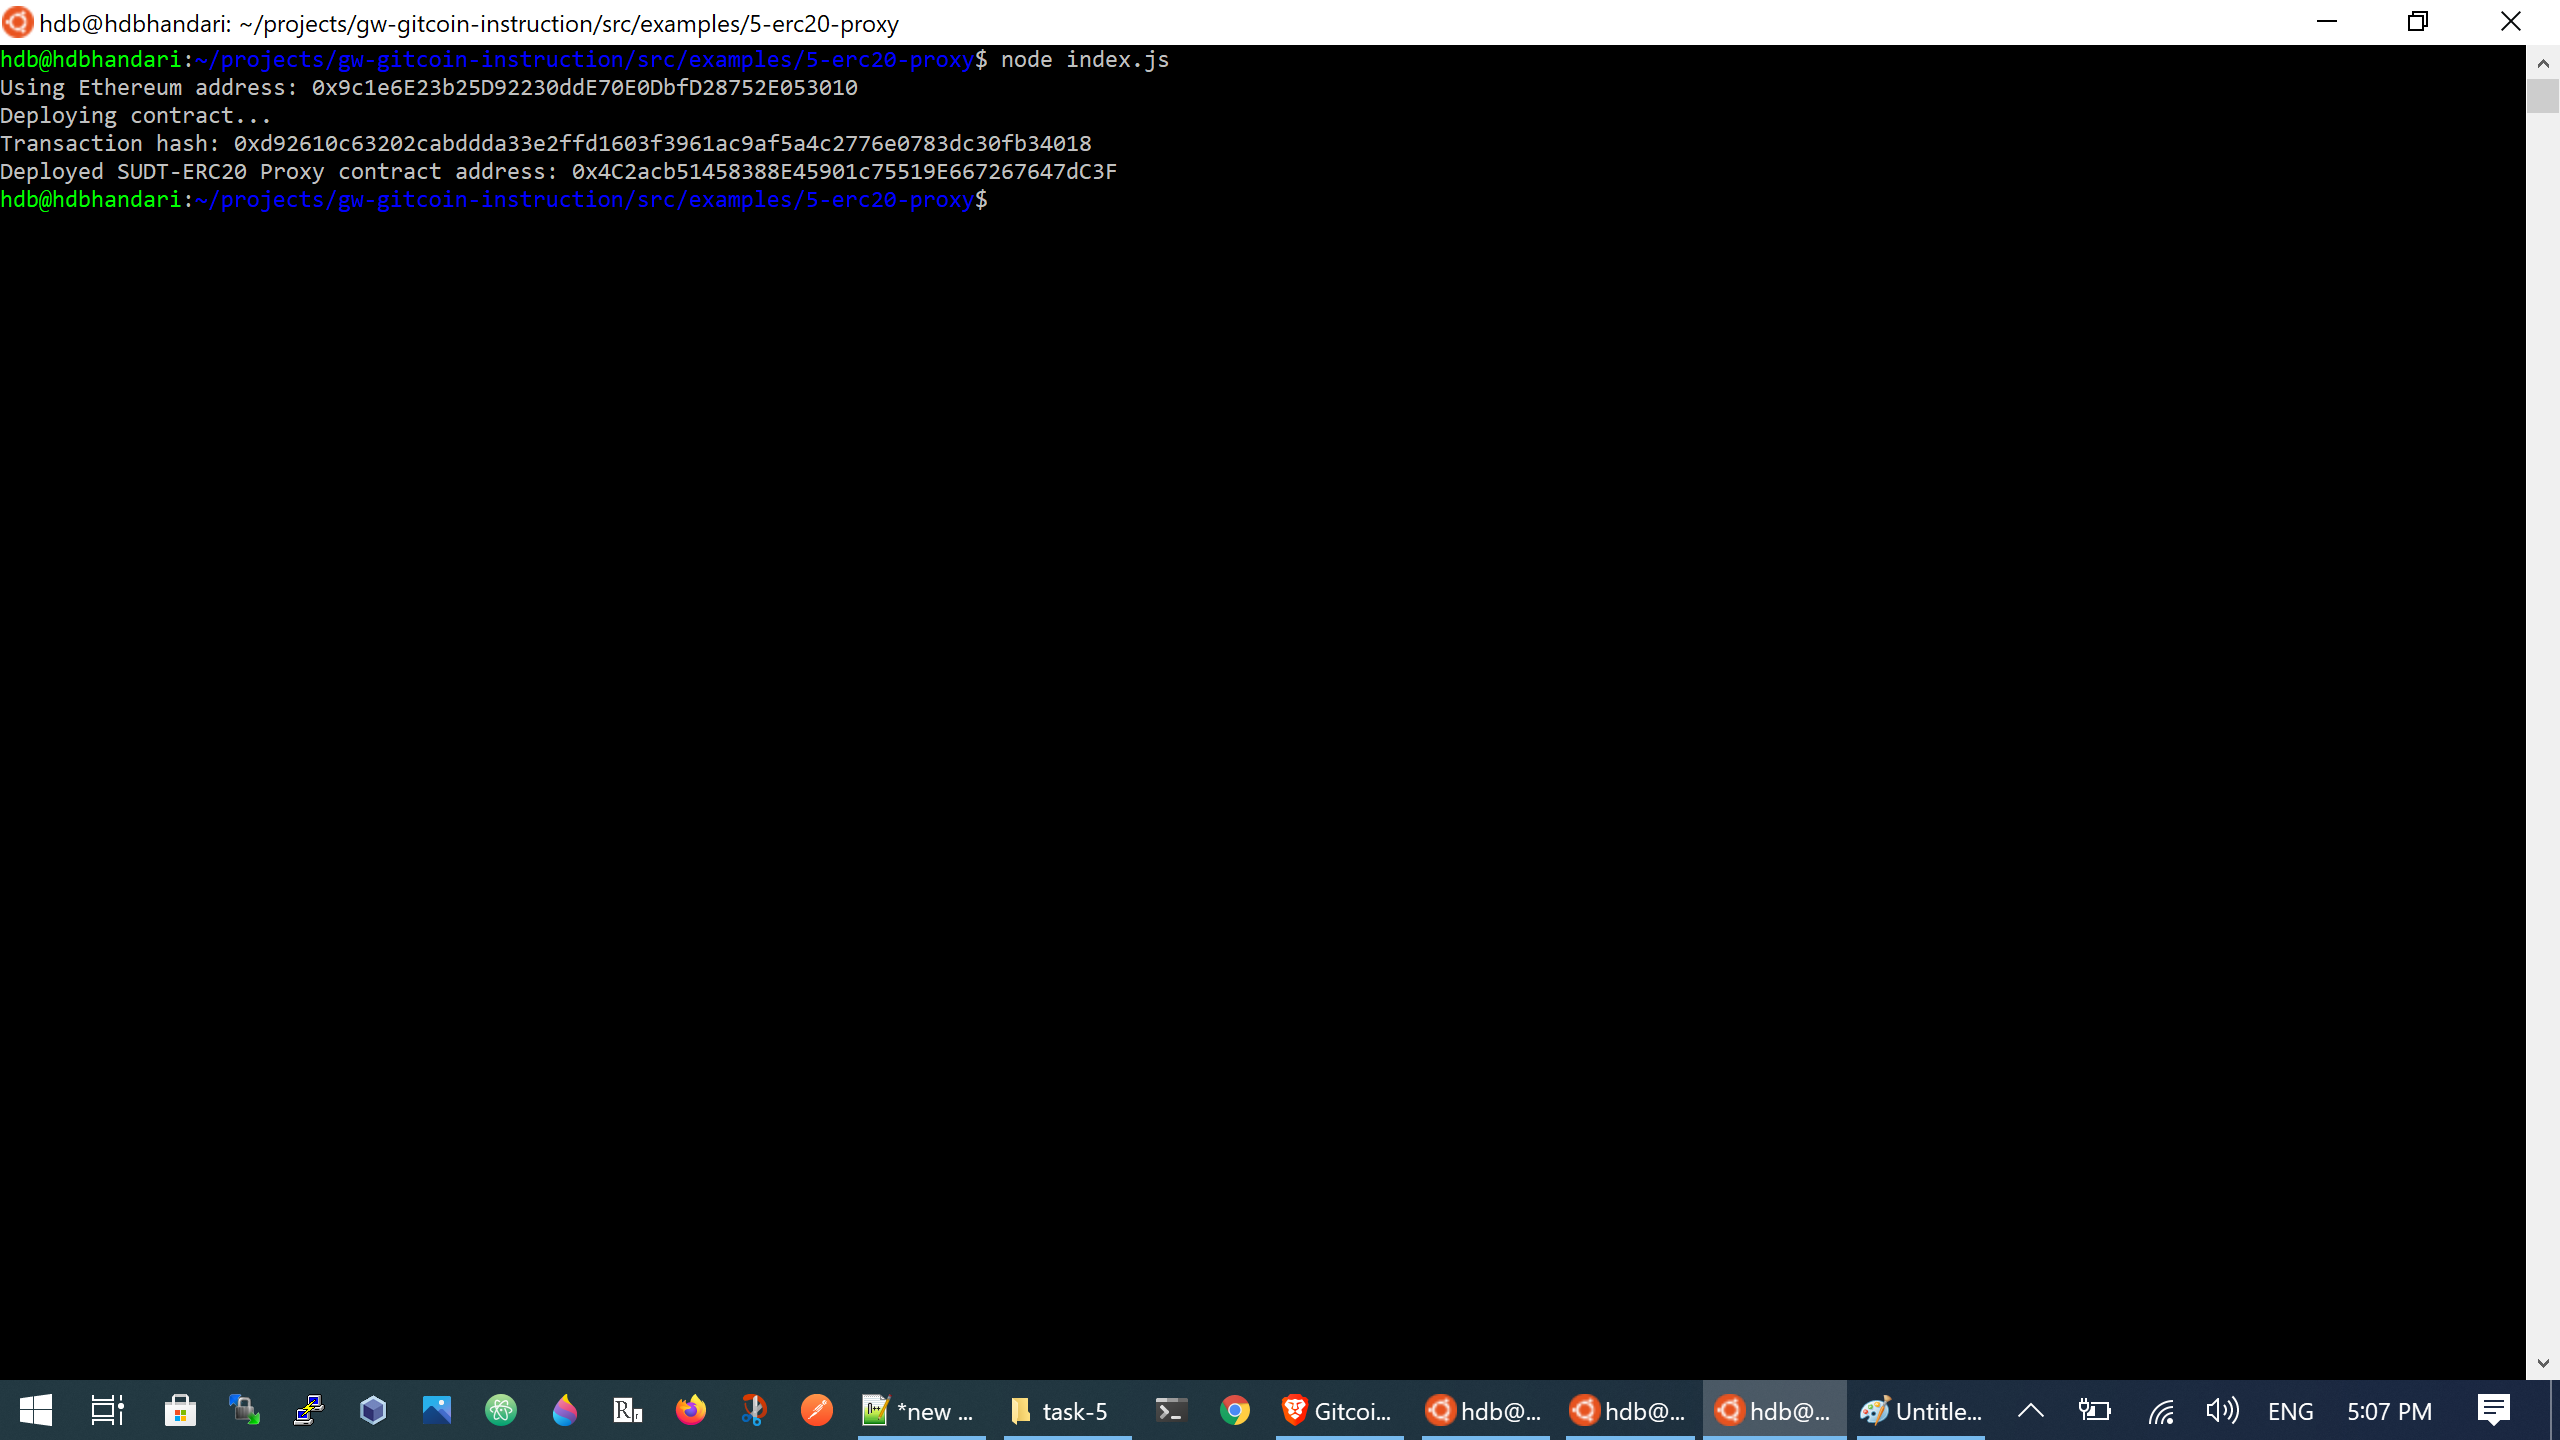 hdb@hdbhandari: ~/projects/gw-gitcoin-instruction/src/examples/5-erc20-proxy
hdb@hdbhandari:~/projects/gw-gitcoin-instruction/src/examples/5-erc20-proxy$ node index.js
Using Ethereum address: 0x9c1e6E23b25D92230ddE70E0DbfD28752E053010
Deploying contract...
Transaction hash: 0xd92610c63202cabddda33e2ffd1603f3961ac9af5a4c2776e0783dc30fb34018
Deployed SUDT-ERC20 Proxy contract address: 0x4C2acb51458388E45901c75519E667267647dC3F
hdb@hdbhandari:~/projects/gw-gitcoin-instruction/src/examples/5-erc20-proxy$
*new ... task-5 Gitcoi... hdb@... hdb@... hdb@... Untitle... ENG 5:07 PM